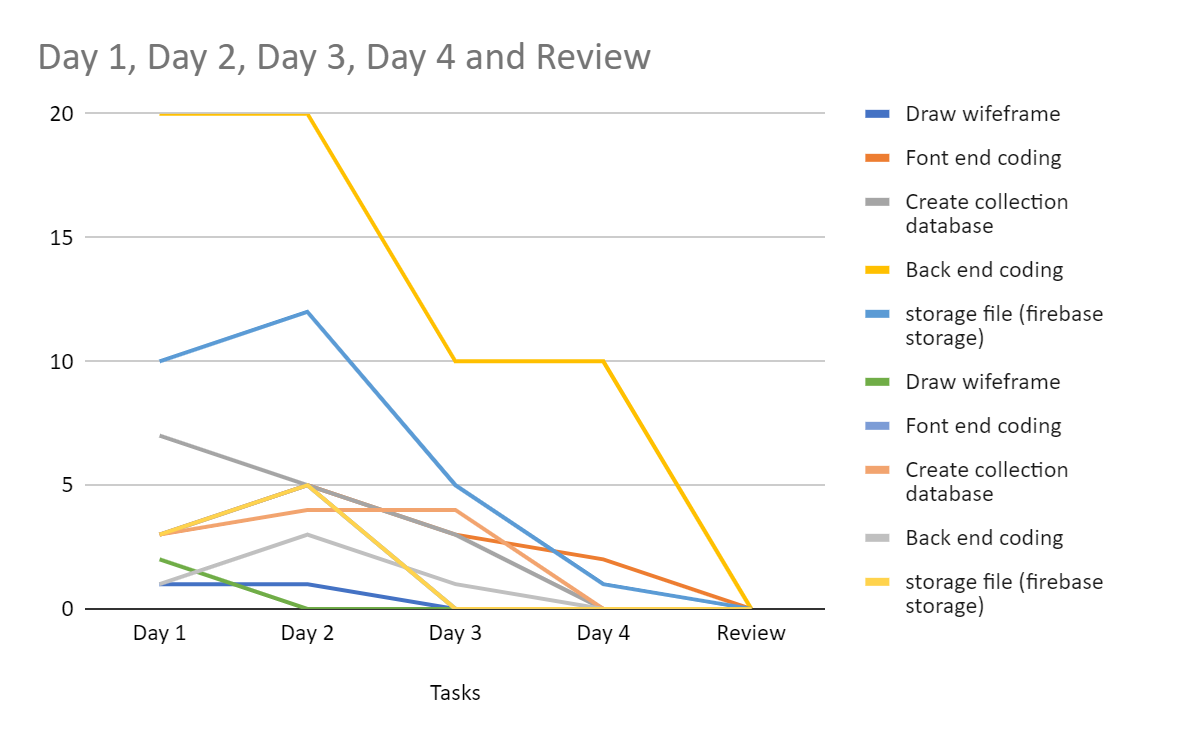 Day 1, Day 2, Day 3, Day 4 and Review
20
15
10
5
0
Day 1
Day 2
Day 3
Day 4
Review
Tasks
Draw wifeframe
Font end coding
Create collection
database
Back end coding
storage file (firebase
storage)
Draw wifeframe
Font end coding
Create collection
database
Back end coding
storage file (firebase
storage)